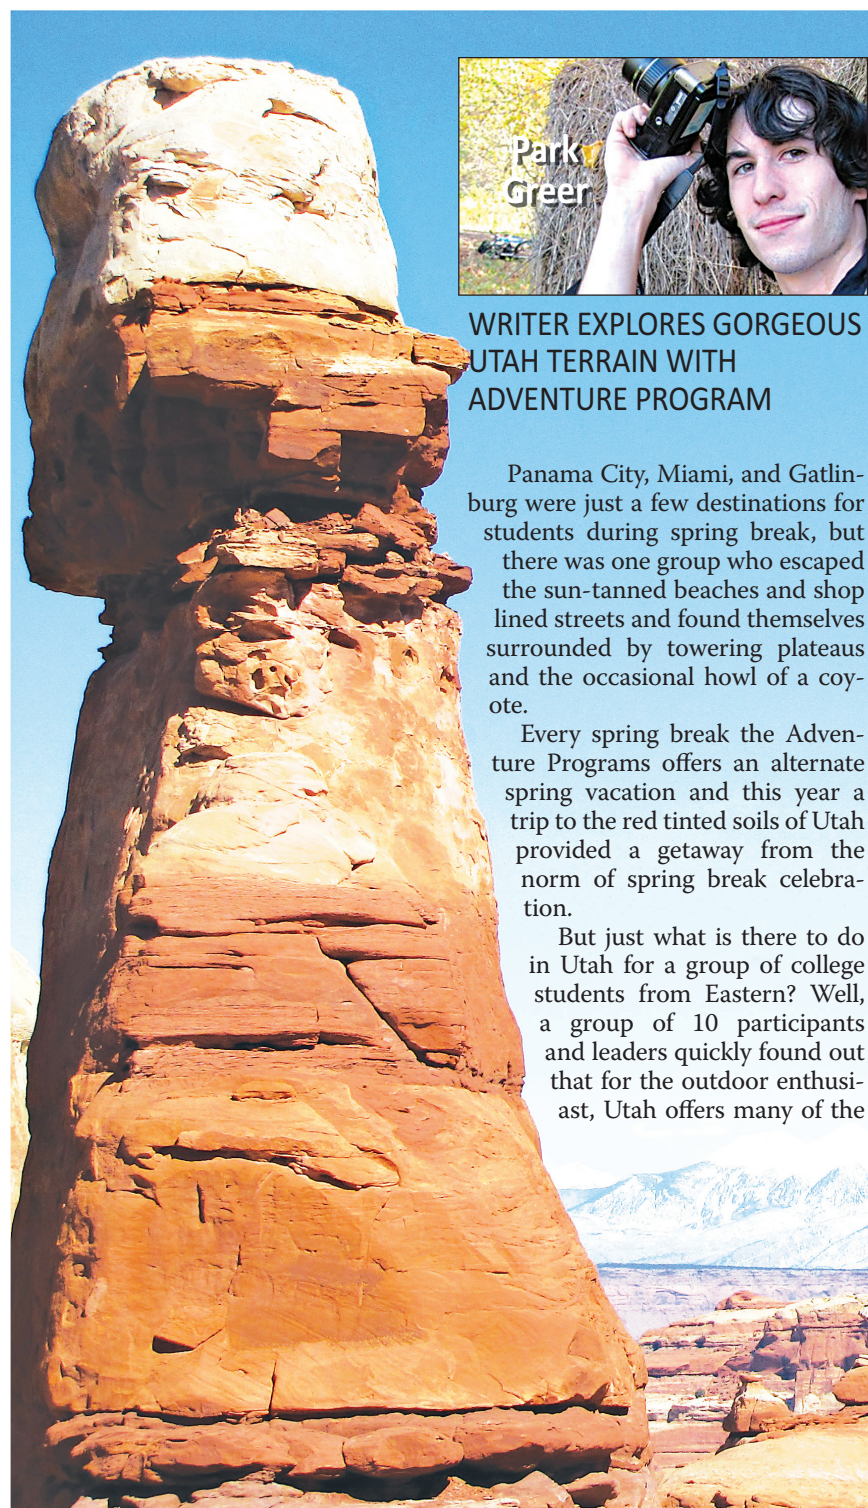 Park
Greer
WRITER EXPLORES GORGEOUS
UTAH TERRAIN WITH
ADVENTURE PROGRAM
Panama City, Miami, and Gatlin-
burg were just a few destinations for
students during spring break, but
there was one group who escaped
the sun-tanned beaches and shop
lined streets and found themselves
surrounded by towering plateaus
and the occasional howl of a coy-
ote.
Every spring break the Adven-
ture Programs offers an alternate
spring vacation and this year a
trip to the red tinted soils of Utah
provided a getaway from the
norm of spring break celebra-
tion.
But just what is there to do
in Utah for a group of college
students from Eastern? Well,
a group of 10 participants
and leaders quickly found out
that for the outdoor enthusi-
ast, Utah offers many of the